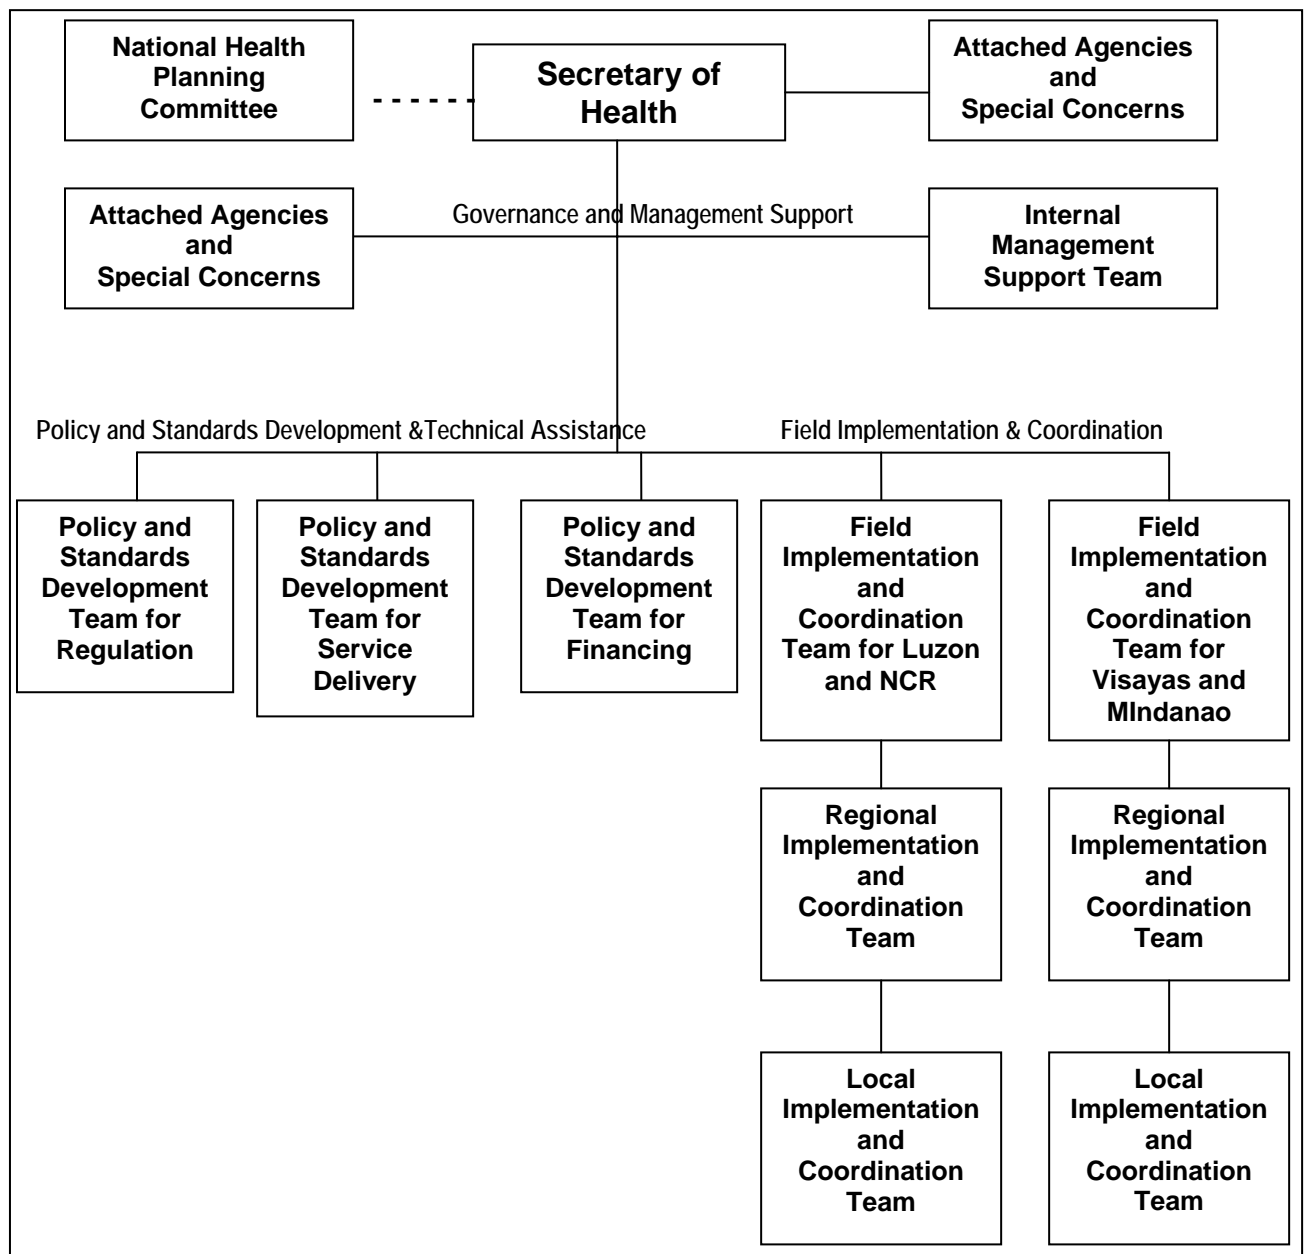 National Health
Planning
Committee
Secretary of
Health
Attached Agencies
and
Special Concerns
Attached Agencies
and
Special Concerns
Governance and Management Support
Internal
Management
Support Team
Policy and Standards Development &Technical Assistance
Field Implementation & Coordination
Policy and
Standards
Development
Team for
Regulation
Policy and
Standards
Development
Team for
Service
Delivery
Policy and
Standards
Development
Team for
Financing
Field
Implementation
and
Coordination
Team for Luzon
and NCR
Field
Implementation
and
Coordination
Team for
Visayas and
MIndanao
Regional
Implementation
and
Coordination
Team
Regional
Implementation
and
Coordination
Team
Local
Implementation
and
Coordination
Team
Local
Implementation
and
Coordination
Team